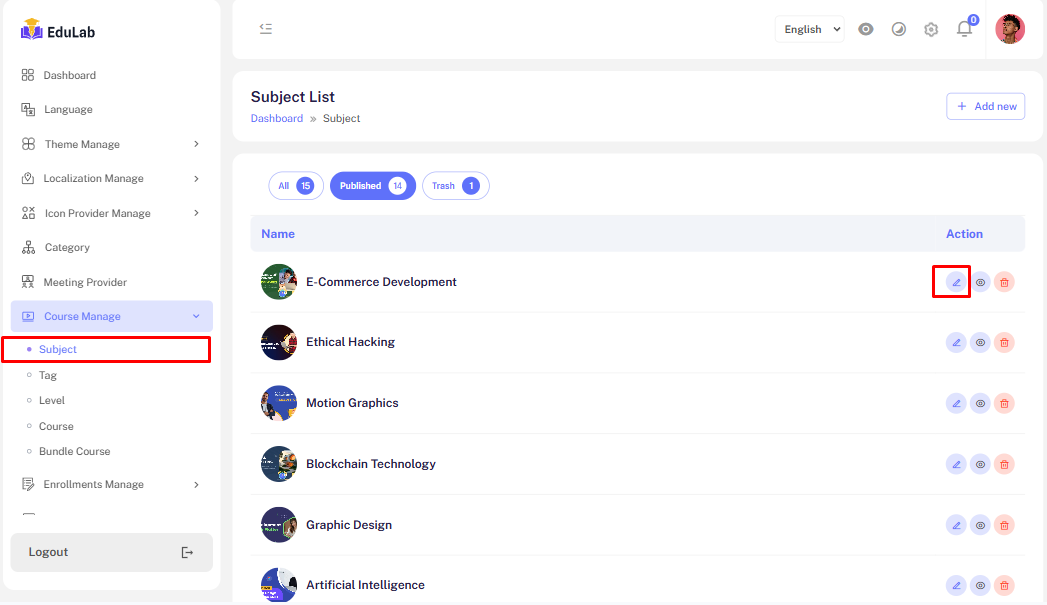 EduLab
Dashboard
Language
Theme Manage
Localization Manage
Icon Provider Manage
Category
Meeting Provider
Course Manage
Subject
Tag
Level
Course
Bundle Course
Enrollments Manage
Logout
English
0
Subject List
Dashboard » Subject
+ Add new
All 15 Published 14 Trash 1
Name Action
E-Commerce Development
Ethical Hacking
Motion Graphics
Blockchain Technology
Graphic Design
Artificial Intelligence